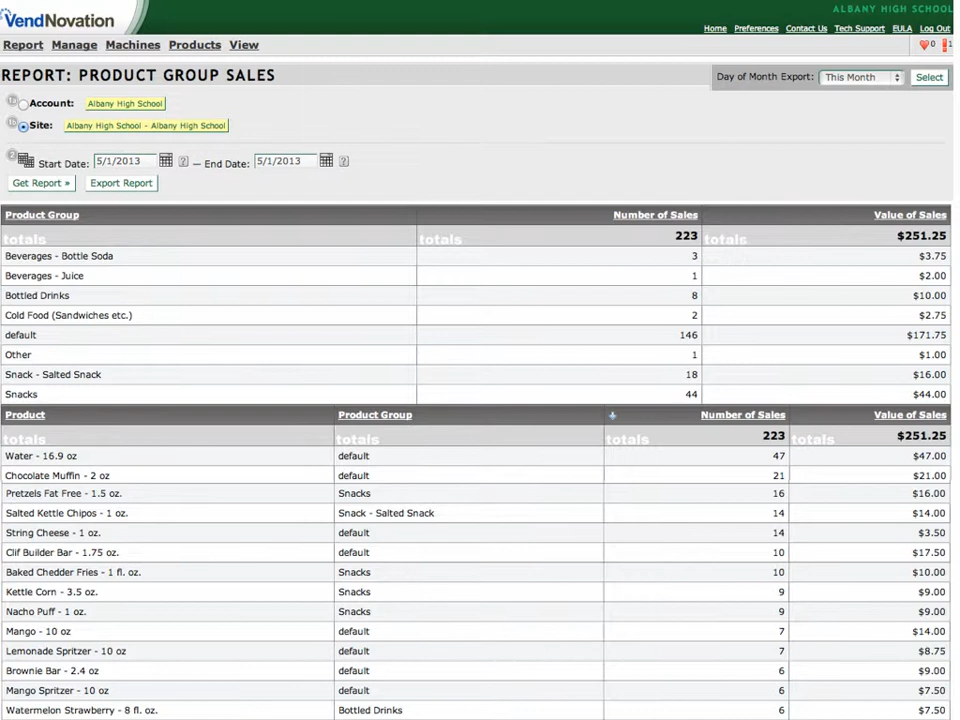 ALBANY HIGH SCHOOL
VendNovation
Home Preferences Contact Us Tech Support EULA Log Out
Report Manage Machines Products View
0 1
REPORT: PRODUCT GROUP SALES
Day of Month Export: This Month Select
Account: Albany High School
Site: Albany High School - Albany High School
Start Date: 5/1/2013 ? — End Date: 5/1/2013 ?
Get Report » Export Report
Product Group Number of Sales Value of Sales
totals totals 223 totals $251.25
Beverages - Bottle Soda 3 $3.75
Beverages - Juice 1 $2.00
Bottled Drinks 8 $10.00
Cold Food (Sandwiches etc.) 2 $2.75
default 146 $171.75
Other 1 $1.00
Snack - Salted Snack 18 $16.00
Snacks 44 $44.00
Product Product Group Number of Sales Value of Sales
totals totals totals 223 totals $251.25
Water - 16.9 oz default 47 $47.00
Chocolate Muffin - 2 oz default 21 $21.00
Pretzels Fat Free - 1.5 oz. Snacks 16 $16.00
Salted Kettle Chipos - 1 oz. Snack - Salted Snack 14 $14.00
String Cheese - 1 oz. default 14 $3.50
Clif Builder Bar - 1.75 oz. default 10 $17.50
Baked Chedder Fries - 1 fl. oz. Snacks 10 $10.00
Kettle Corn - 3.5 oz. Snacks 9 $9.00
Nacho Puff - 1 oz. Snacks 9 $9.00
Mango - 10 oz default 7 $14.00
Lemonade Spritzer - 10 oz default 7 $8.75
Brownie Bar - 2.4 oz default 6 $9.00
Mango Spritzer - 10 oz default 6 $7.50
Watermelon Strawberry - 8 fl. oz. Bottled Drinks 6 $7.50